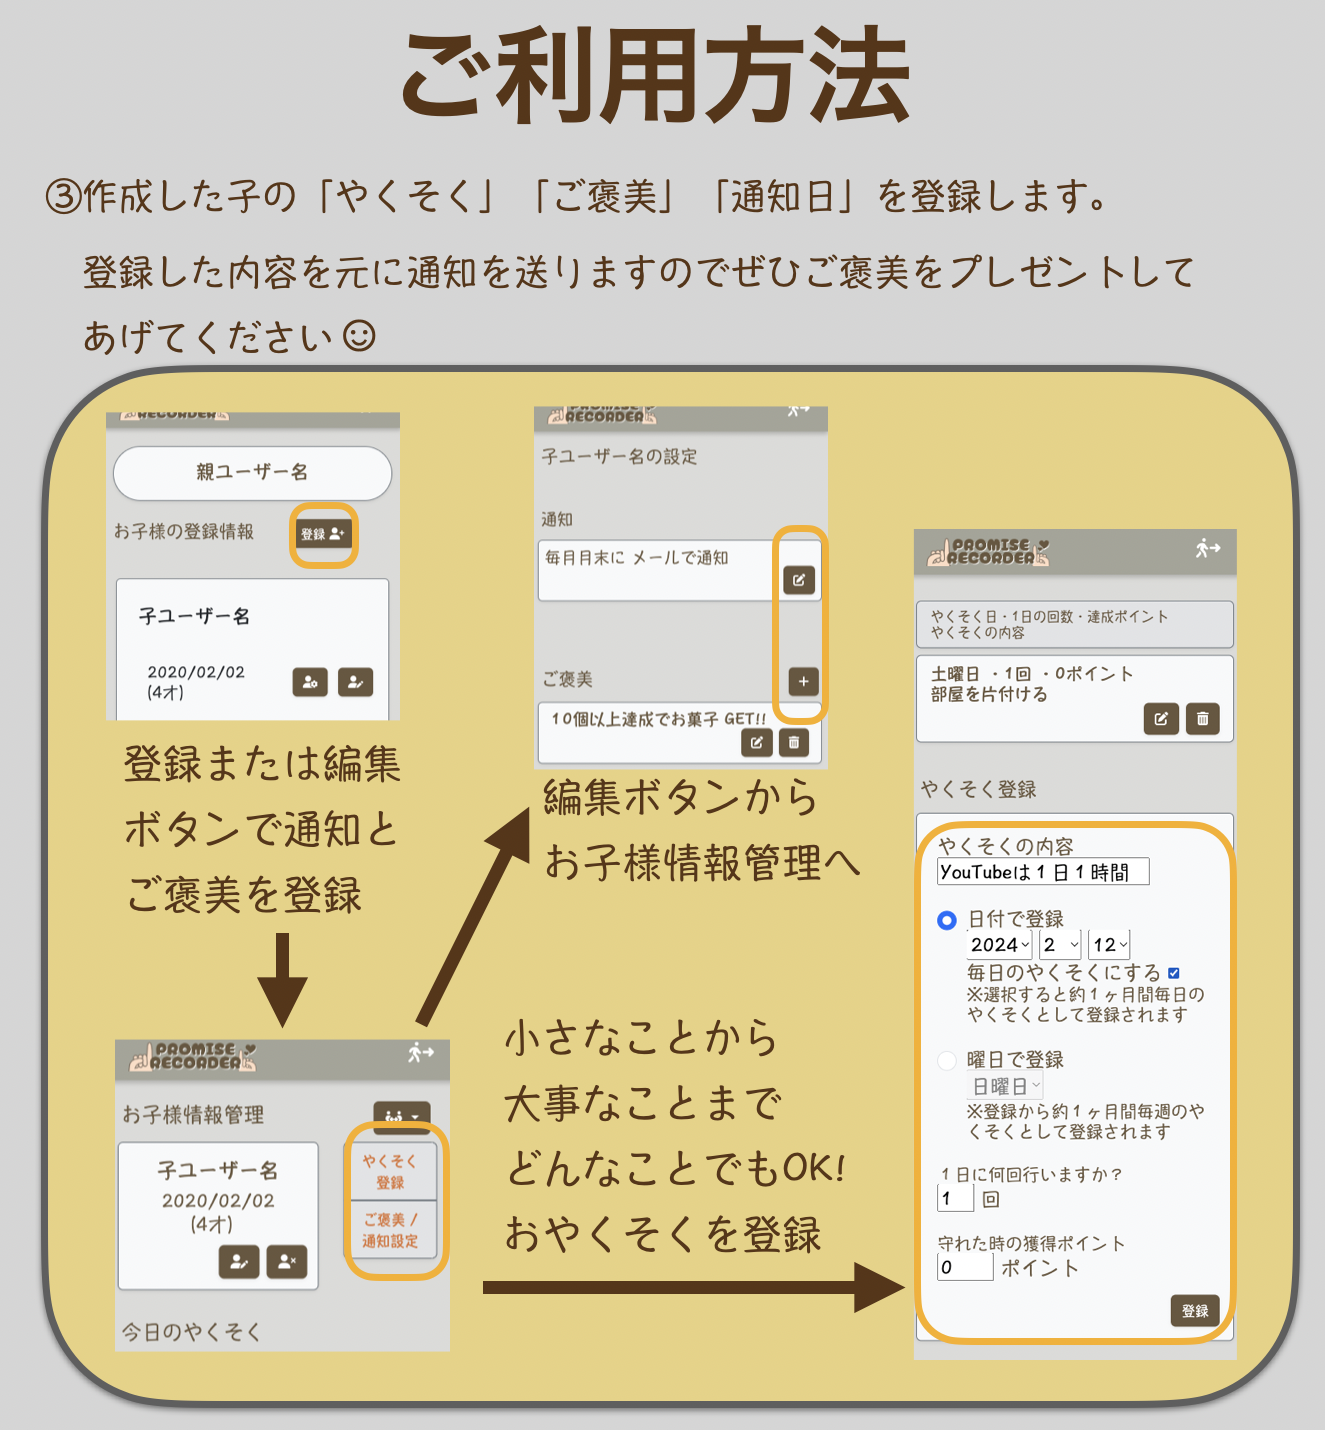 ご利用方法
③作成した子の「やくそく」「ご褒美」「通知日」を登録します。
登録した内容を元に通知を送りますのでぜひご褒美をプレゼントして
あげてください☺
RECORDER
親ユーザー名
お子様の登録情報
登録
子ユーザー名
2020/02/02
(4才)
登録または編集
ボタンで通知と
ご褒美を登録
PROMISE
RECORDER
お子様情報管理
子ユーザー名
2020/02/02
(4才)
やくそく
登録
ご褒美 /
通知設定
今日のやくそく
PROMISE
RECORDER
子ユーザー名の設定
通知
毎月月末に メールで通知
ご褒美
10個以上達成でお菓子 GET!!
編集ボタンから
お子様情報管理へ
小さなことから
大事なことまで
どんなことでもOK!
おやくそくを登録
PROMISE
RECORDER
やくそく日・1日の回数・達成ポイント
やくそくの内容
土曜日 ・1回 ・0ポイント
部屋を片付ける
やくそく登録
やくそくの内容
YouTubeは1日1時間
日付で登録
2024 2 12
毎日のやくそくにする
※選択すると約1ヶ月間毎日の
やくそくとして登録されます
曜日で登録
日曜日
※登録から約1ヶ月間毎週のや
くそくとして登録されます
1日に何回行いますか？
1 回
守れた時の獲得ポイント
0 ポイント
登録